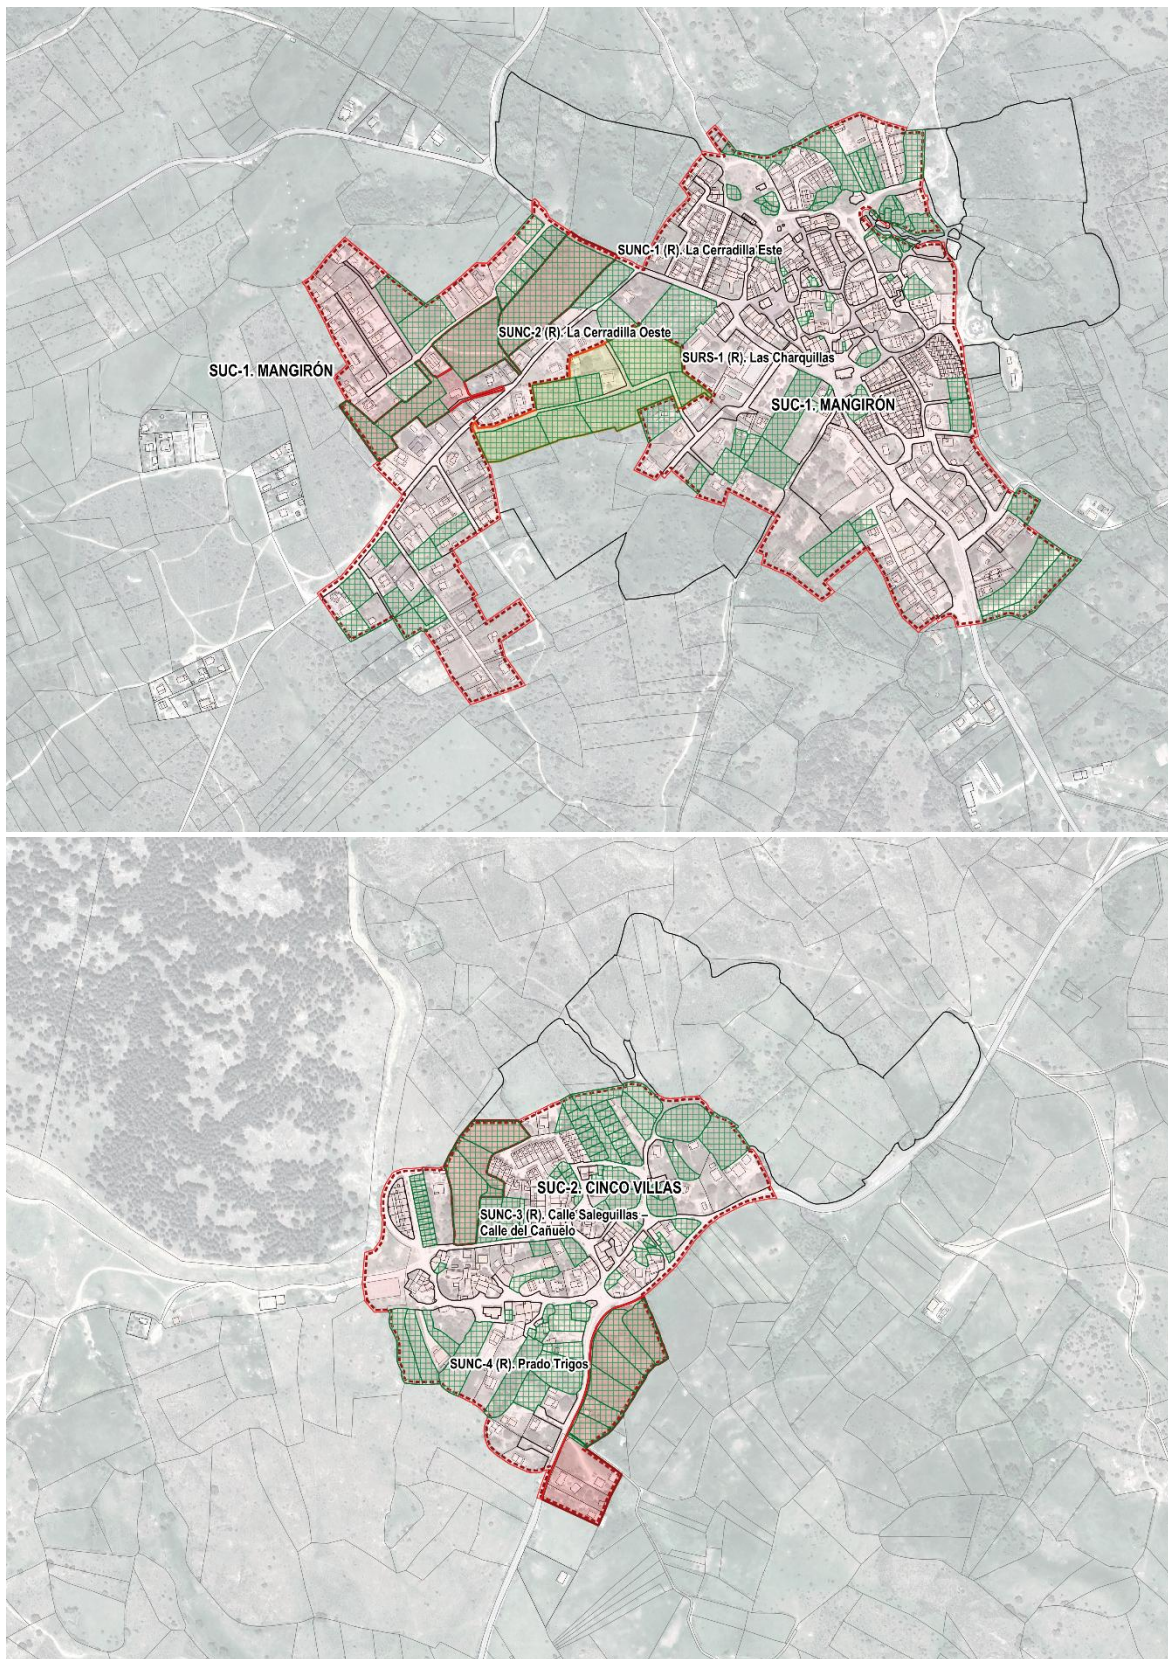 SUNC-1 (R). La Cerradilla Este
SUNC-2 (R). La Cerradilla Oeste
SURS-1 (R). Las Charquillas
SUC-1. MANGIRÓN
SUC-1. MANGIRÓN
SUC-2. CINCO VILLAS
SUNC-3 (R). Calle Saleguillas –
Calle del Cañuelo
SUNC-4 (R). Prado Trigos